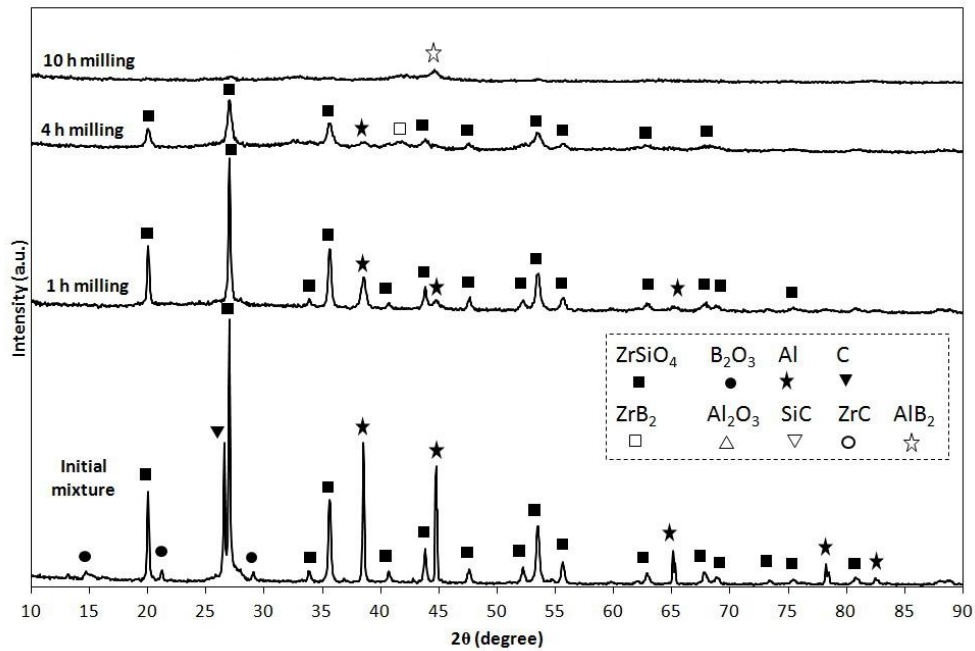 10 h milling
4 h milling
1 h milling
Initial
mixture
Intensity (a.u.)
ZrSiO₄ B₂O₃ Al C
ZrB₂ Al₂O₃ SiC ZrC AlB₂
10 15 20 25 30 35 40 45 50 55 60 65 70 75 80 85 90
2θ (degree)